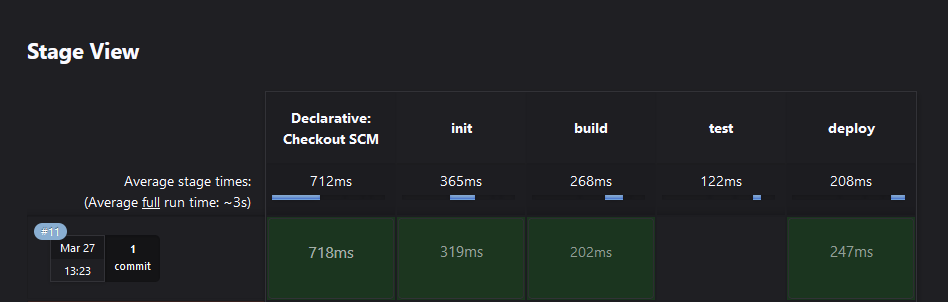 Stage View
Declarative:
Checkout SCM
init
build
test
deploy
Average stage times:
(Average full run time: ~3s)
712ms
365ms
268ms
122ms
208ms
#11
Mar 27
13:23
1
commit
718ms
319ms
202ms
247ms